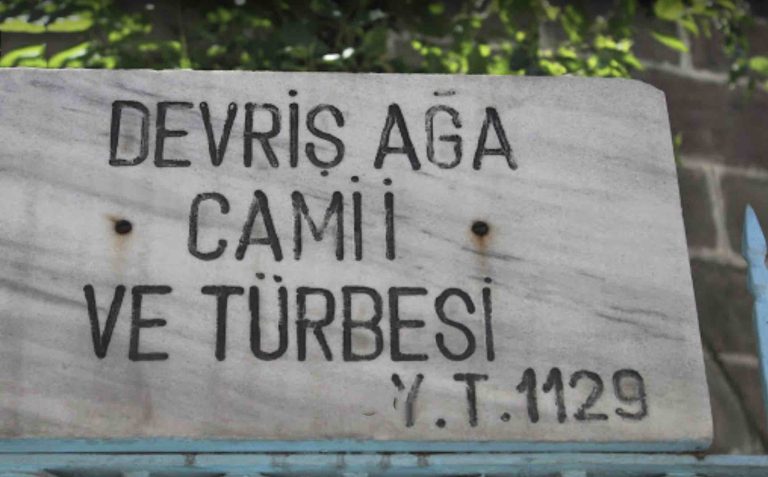 DEVRİŞ AĞA
CAMİİ
VE TÜRBESİ
Y.T.1129